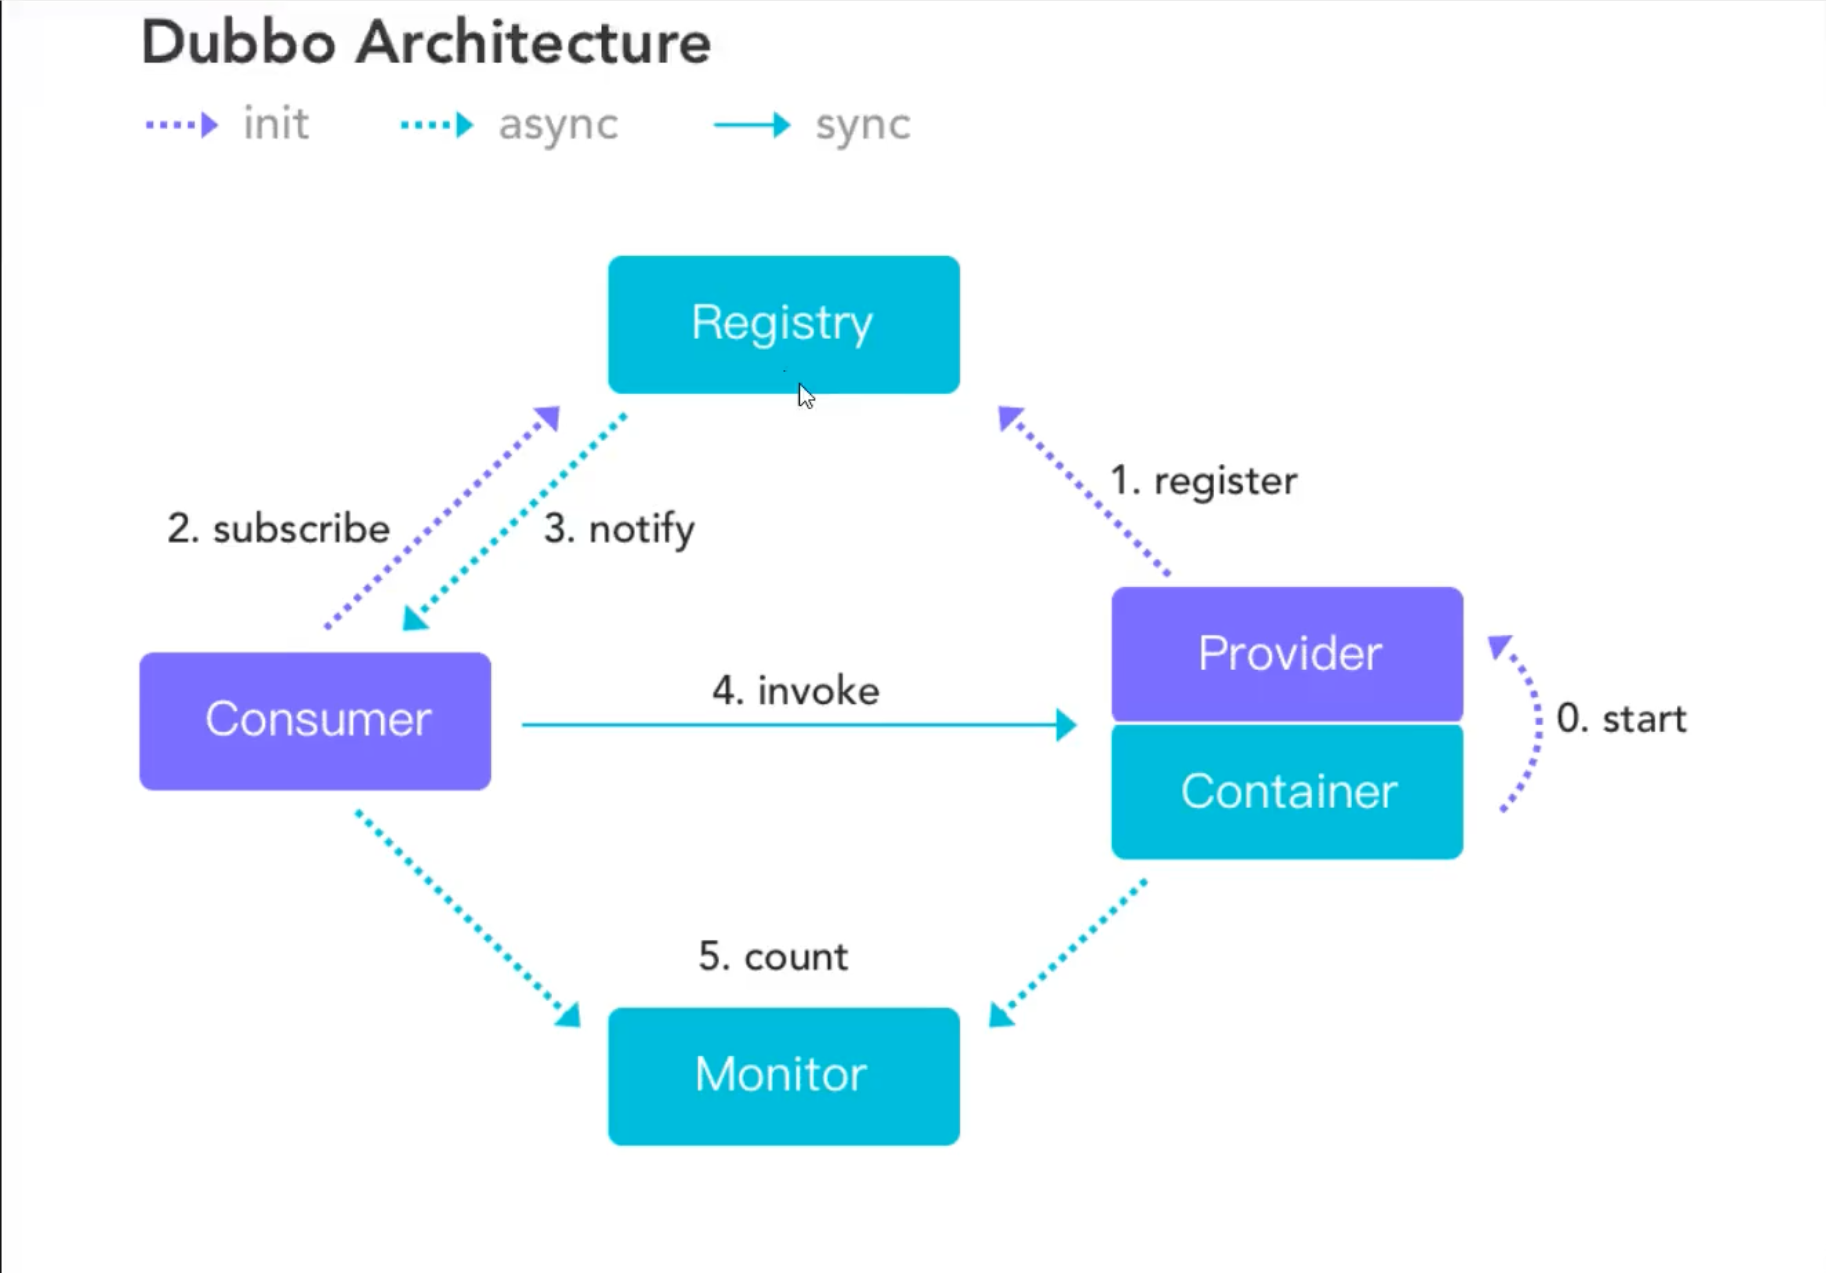 Dubbo Architecture
init async sync
Registry
1. register
2. subscribe 3. notify
Provider
4. invoke
Consumer
0. start
Container
5. count
Monitor